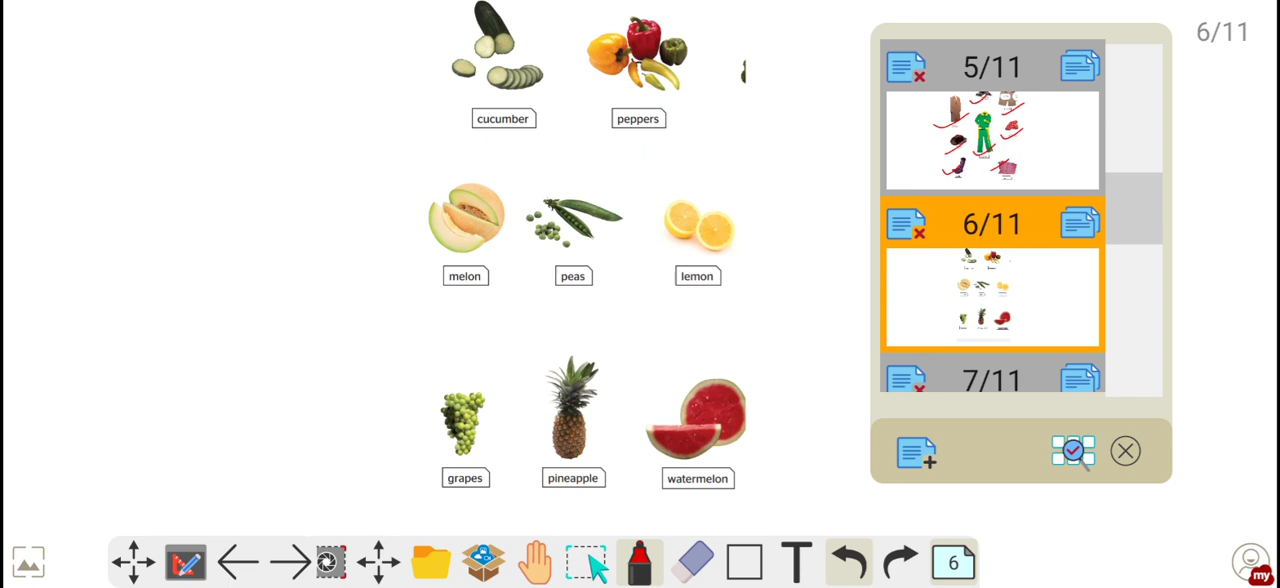 6/11
5/11
cucumber peppers
6/11
melon peas lemon
7/11
grapes pineapple watermelon
T 6
my